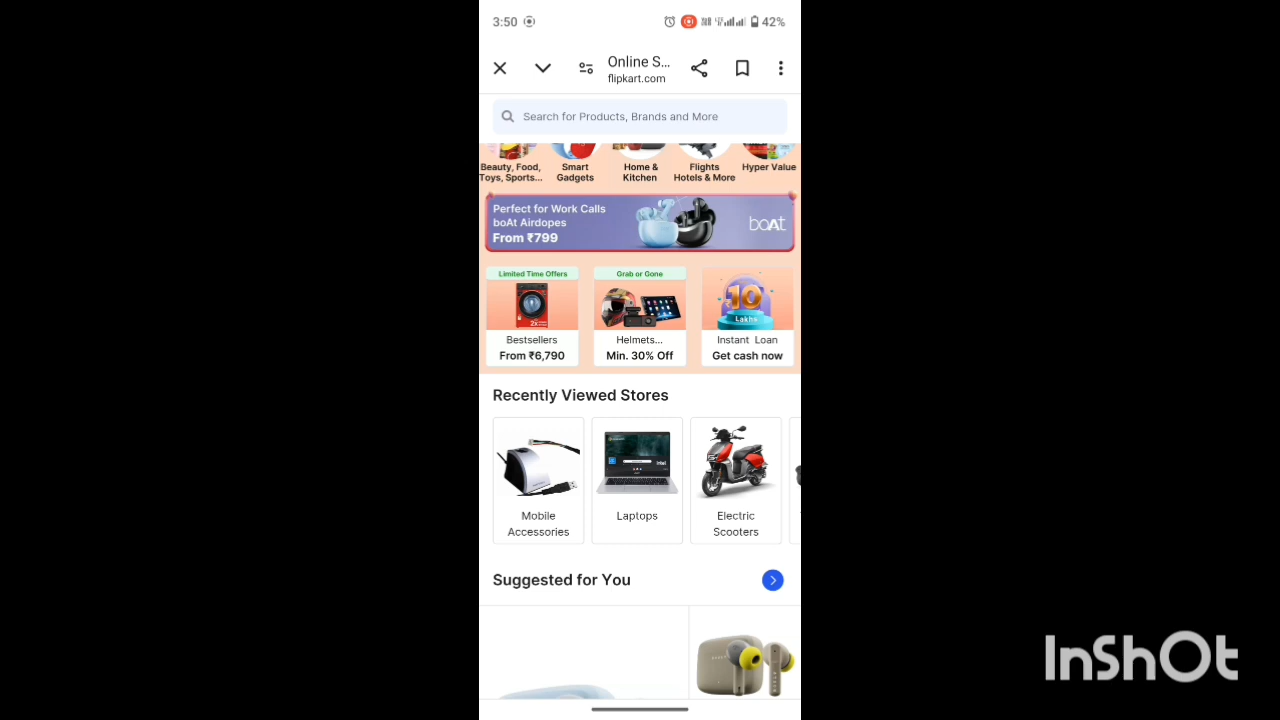 3:50
42%
Online S...
flipkart.com
Search for Products, Brands and More
Beauty, Food,
Toys, Sports...
Smart
Gadgets
Home &
Kitchen
Flights
Hotels & More
Hyper Value
Perfect for Work Calls
boAt Airdopes
From ₹799
boAt
Limited Time Offers
Bestsellers
From ₹6,790
Grab or Gone
Helmets...
Min. 30% Off
10
Lakhs
Instant Loan
Get cash now
Recently Viewed Stores
Mobile
Accessories
Laptops
Electric
Scooters
Suggested for You
InShOt